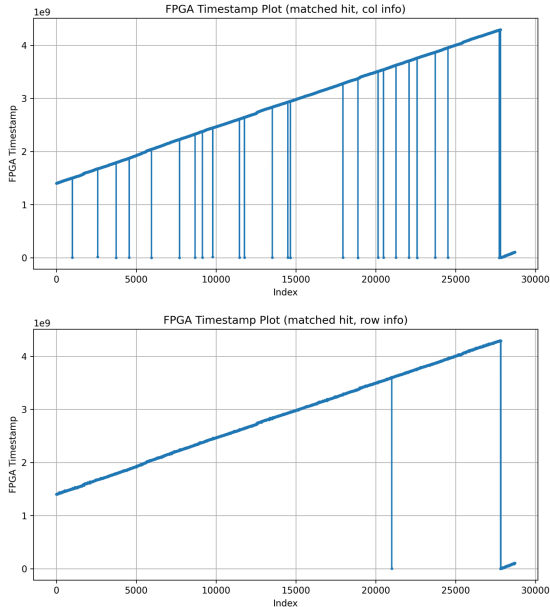 FPGA Timestamp Plot (matched hit, col info)
1e9
4
3
2
1
0
FPGA Timestamp
0 5000 10000 15000 20000 25000 30000
Index
FPGA Timestamp Plot (matched hit, row info)
1e9
4
3
2
1
0
FPGA Timestamp
0 5000 10000 15000 20000 25000 30000
Index